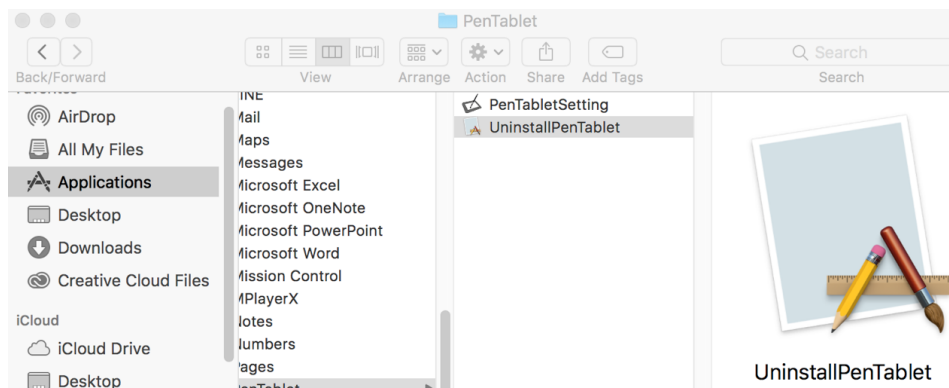 PenTablet
Back/Forward
View
Arrange
Action
Share
Add Tags
Search
Search
AirDrop
All My Files
Applications
Desktop
Downloads
Creative Cloud Files
iCloud
iCloud Drive
Desktop
Mail
Maps
Messages
Microsoft Excel
Microsoft OneNote
Microsoft PowerPoint
Microsoft Word
Mission Control
MPlayerX
Notes
Numbers
Pages
PenTablet
PenTabletSetting
UninstallPenTablet
UninstallPenTablet